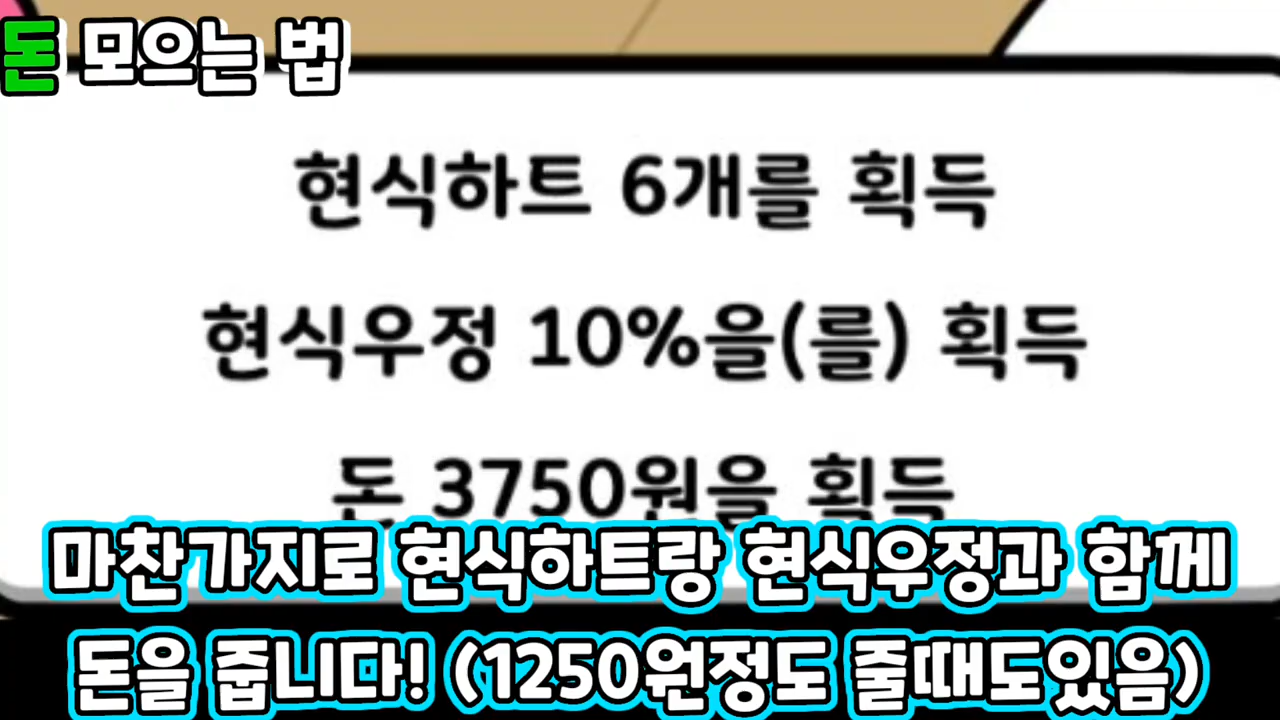 돈 모으는 법
현식하트 6개를 획득
현식우정 10%을(를) 획득
돈 3750원을 획득
마찬가지로 현식하트랑 현식우정과 함께
돈을 줍니다! (1250원정도 줄때도있음)